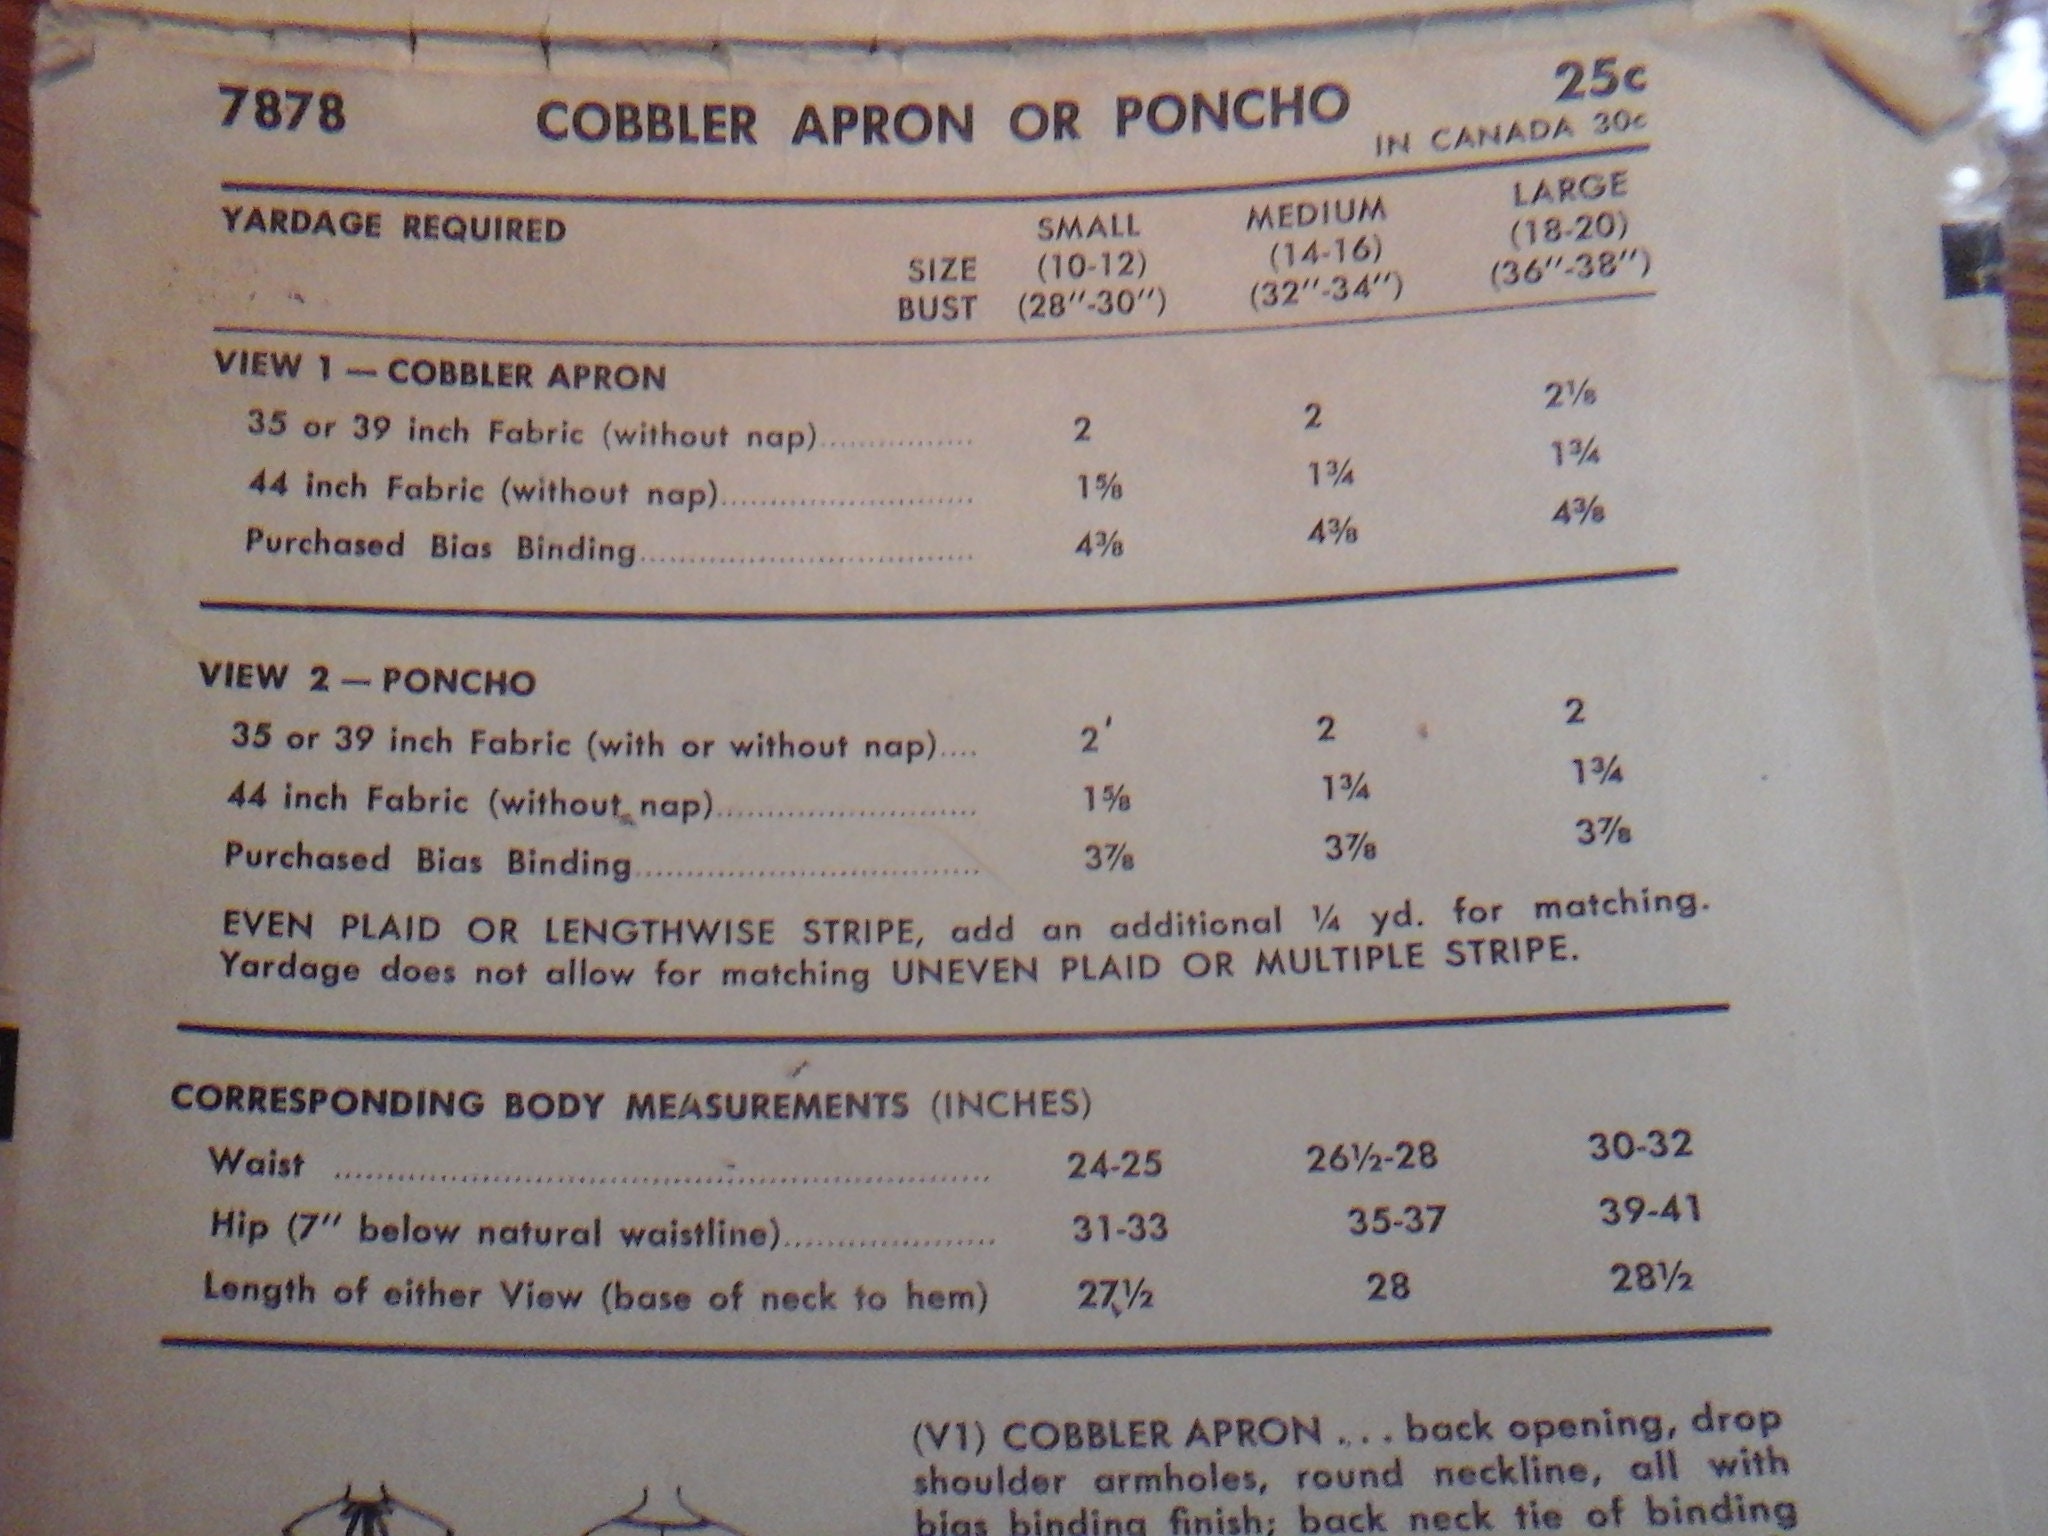 7878 COBBLER APRON OR PONCHO 25c
IN CANADA 30c
YARDAGE REQUIRED SMALL MEDIUM LARGE
SIZE (10-12) (14-16) (18-20)
BUST (28"-30") (32"-34") (36"-38")
VIEW 1 — COBBLER APRON
35 or 39 inch Fabric (without nap)................ 2 2 2⅛
44 inch Fabric (without nap).......................... 1⅝ 1¾ 1¾
Purchased Bias Binding.................................. 4⅜ 4⅜ 4⅜
VIEW 2 — PONCHO
35 or 39 inch Fabric (with or without nap).... 2 2 2
44 inch Fabric (without nap).......................... 1⅝ 1¾ 1¾
Purchased Bias Binding.................................. 3⅞ 3⅞ 3⅞
EVEN PLAID OR LENGTHWISE STRIPE, add an additional ¼ yd. for matching.
Yardage does not allow for matching UNEVEN PLAID OR MULTIPLE STRIPE.
CORRESPONDING BODY MEASUREMENTS (INCHES)
Waist ................................................................ 24-25 26½-28 30-32
Hip (7" below natural waistline)..................... 31-33 35-37 39-41
Length of either View (base of neck to hem) 27½ 28 28½
(V1) COBBLER APRON . . . back opening, drop
shoulder armholes, round neckline, all with
bias binding finish; back neck tie of binding